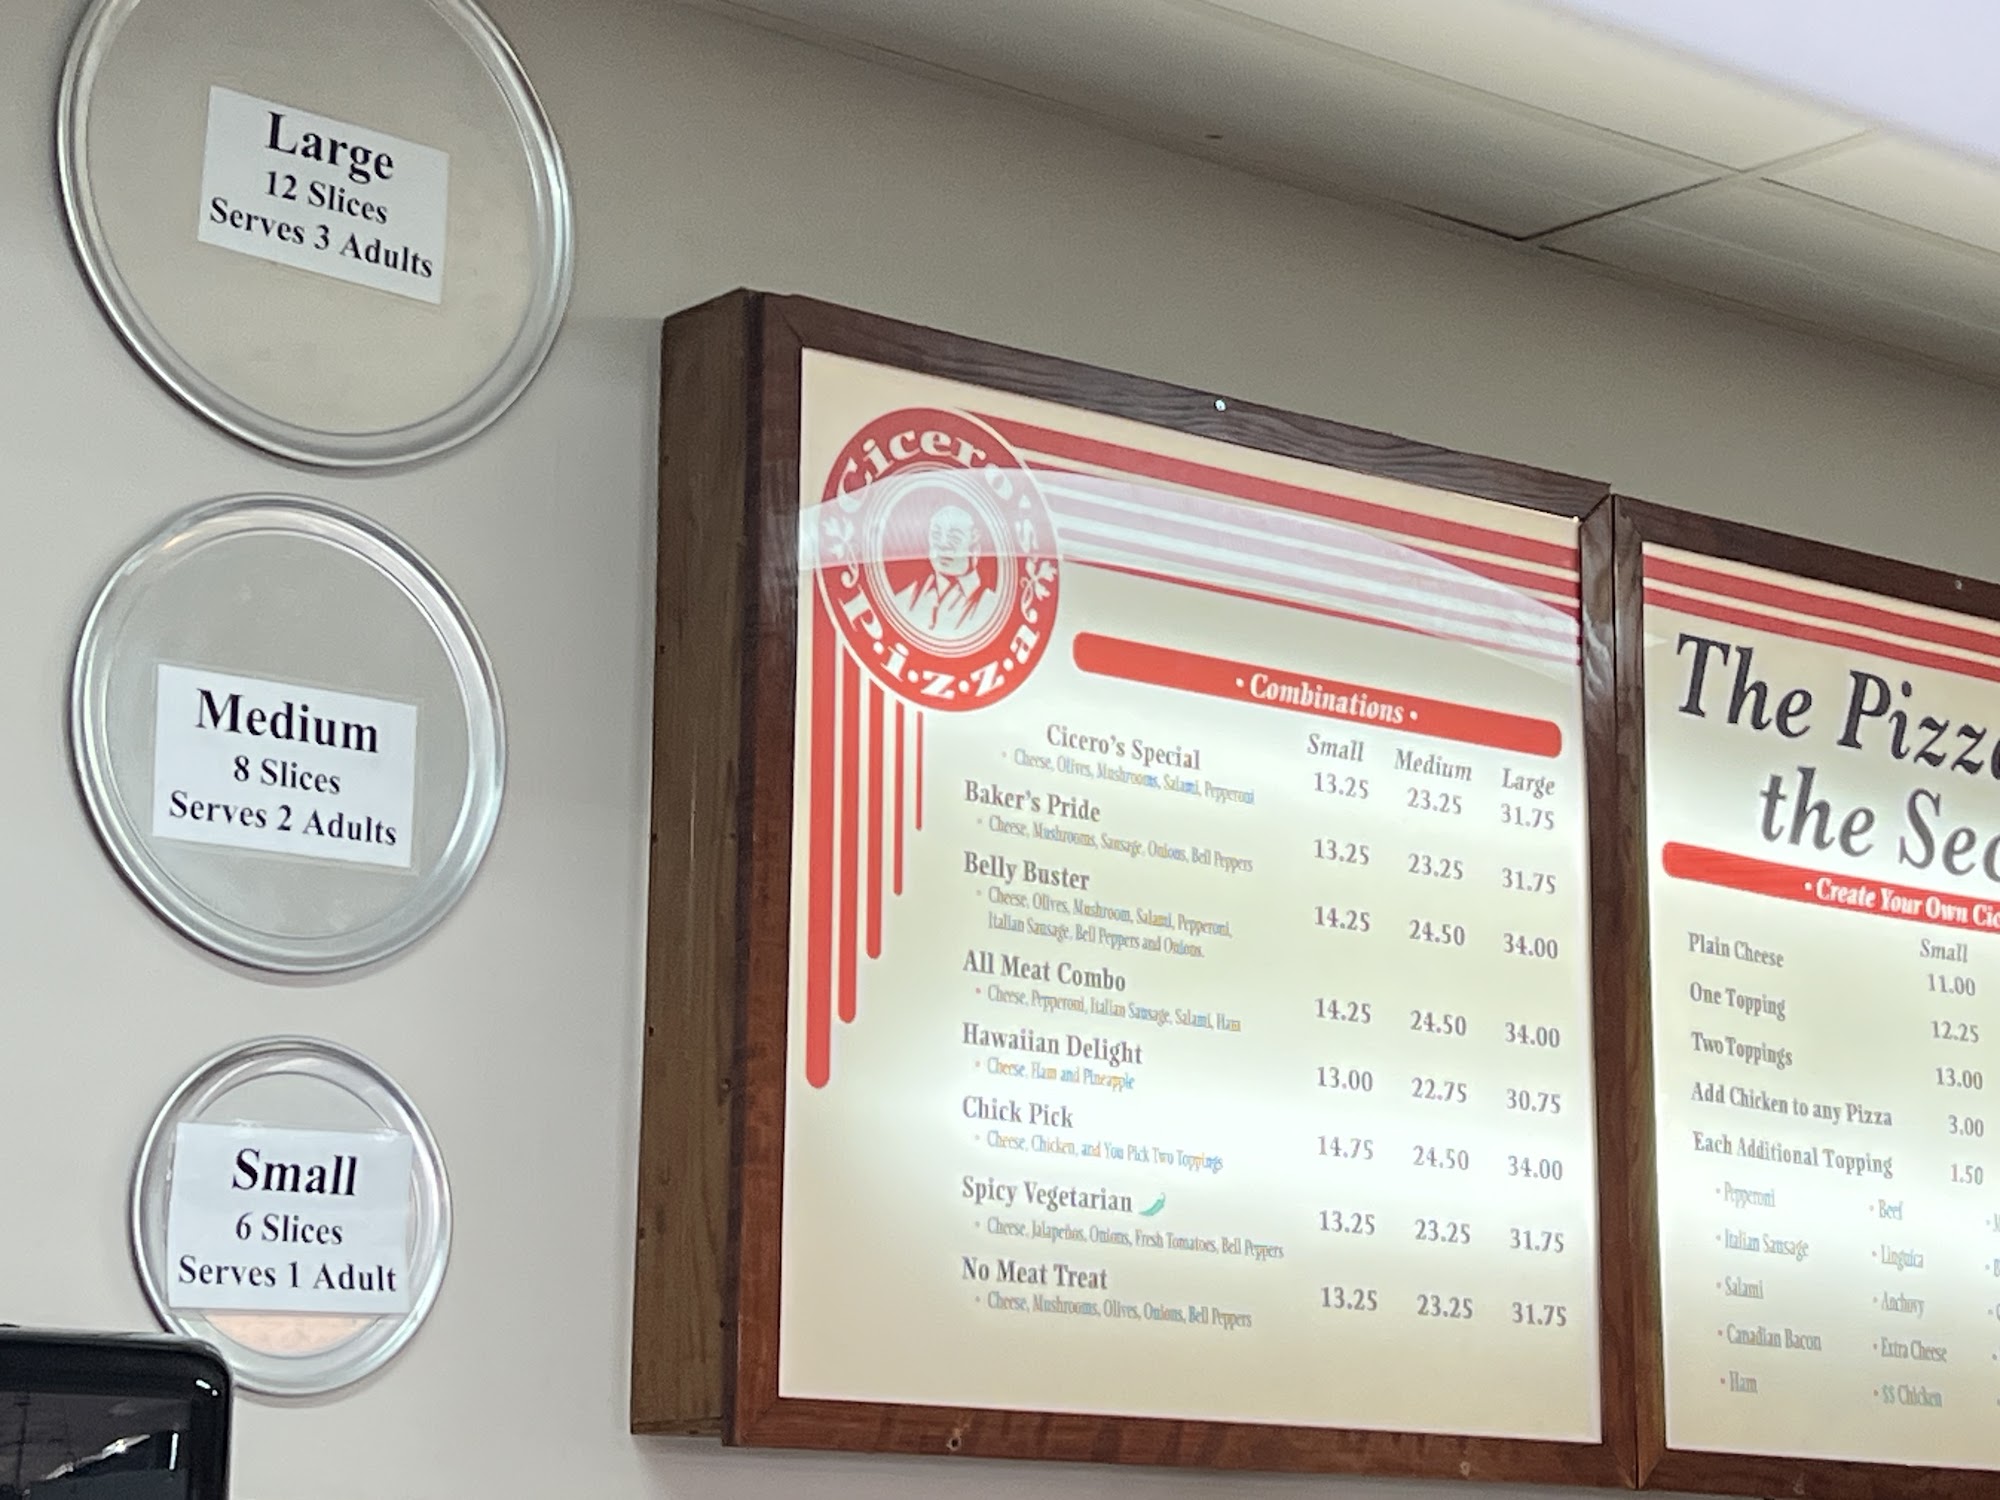 Large
12 Slices
Serves 3 Adults
Medium
8 Slices
Serves 2 Adults
Small
6 Slices
Serves 1 Adult
Cicero's
Pizza
• Combinations •
Small Medium Large
Cicero's Special 13.25 23.25 31.75
• Cheese, Olives, Mushrooms, Salami, Pepperoni
Baker's Pride 13.25 23.25 31.75
• Cheese, Mushrooms, Sausage, Onions, Bell Peppers
Belly Buster 14.25 24.50 34.00
• Cheese, Olives, Mushroom, Salami, Pepperoni,
Italian Sausage, Bell Peppers and Onions.
All Meat Combo 14.25 24.50 34.00
• Cheese, Pepperoni, Italian Sausage, Salami, Ham
Hawaiian Delight 13.00 22.75 30.75
• Cheese, Ham and Pineapple
Chick Pick 14.75 24.50 34.00
• Cheese, Chicken, and You Pick Two Toppings
Spicy Vegetarian 13.25 23.25 31.75
• Cheese, Jalapeños, Onions, Fresh Tomatoes, Bell Peppers
No Meat Treat 13.25 23.25 31.75
• Cheese, Mushrooms, Olives, Onions, Bell Peppers
The Pizz
the Sec
• Create Your Own Cic
Small
Plain Cheese 11.00
One Topping 12.25
Two Toppings 13.00
Add Chicken to any Pizza 3.00
Each Additional Topping 1.50
• Pepperoni • Beef
• Italian Sausage • Linguica
• Salami • Anchovy
• Canadian Bacon • Extra Cheese
• Ham • $$ Chicken